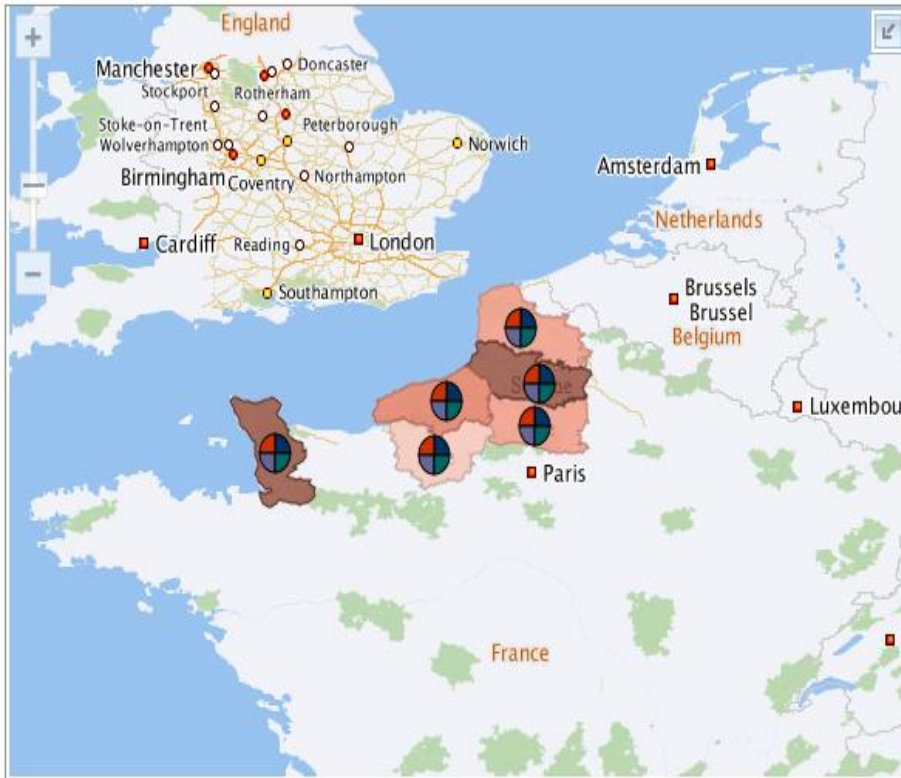 England
Manchester
Doncaster
Stockport
Rotherham
Stoke-on-Trent
Peterborough
Wolverhampton
Norwich
Birmingham
Coventry
Northampton
Amsterdam
Netherlands
Cardiff
Reading
London
Southampton
Brussels
Brussel
Belgium
Luxembou
Paris
France